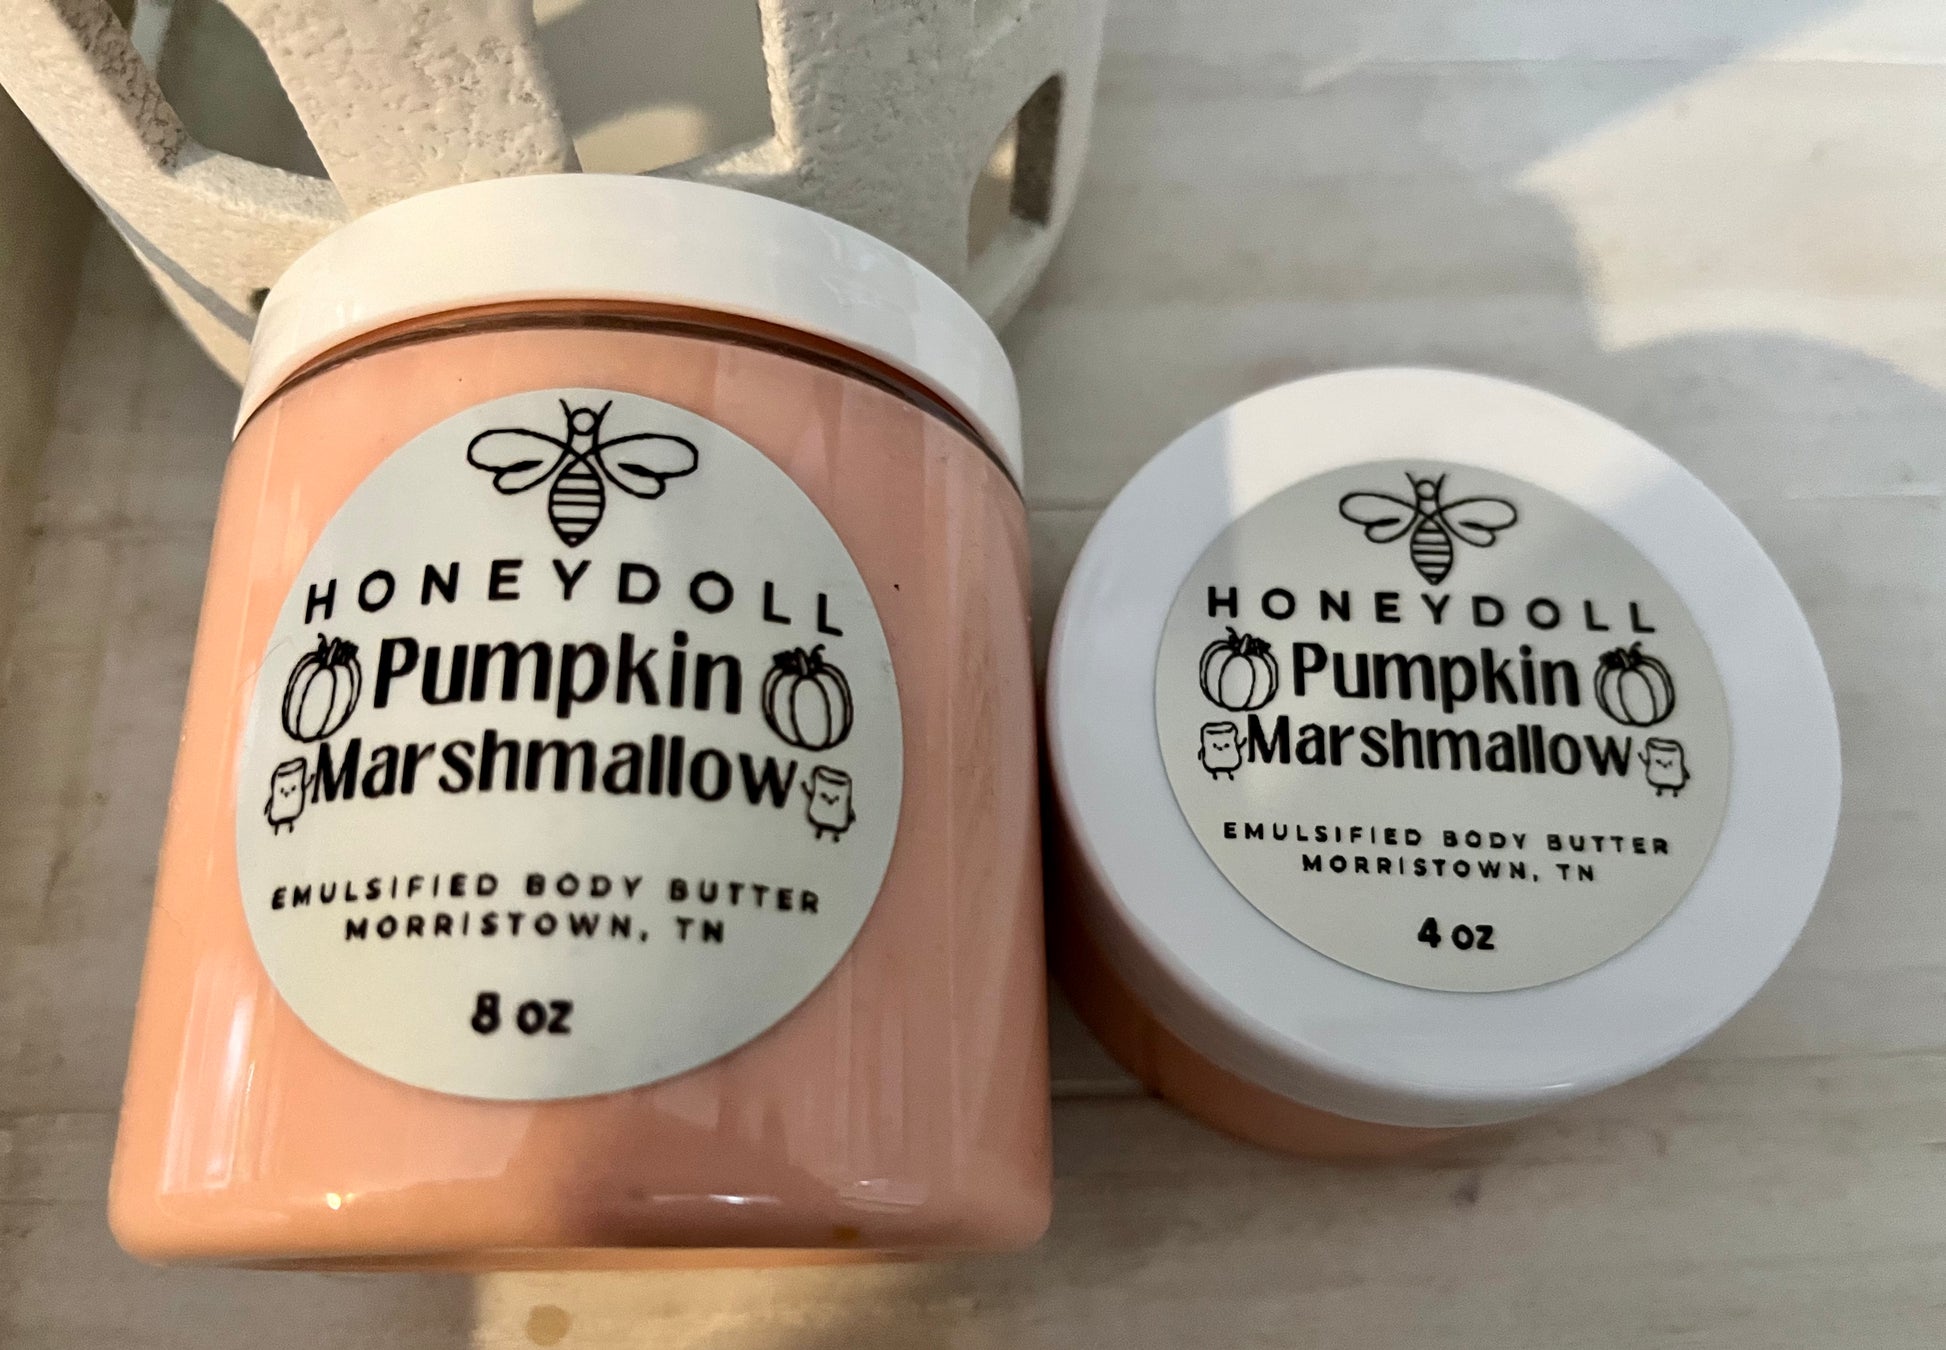 HONEYDOLL
Pumpkin
Marshmallow
EMULSIFIED BODY BUTTER
MORRISTOWN, TN
8 oz
HONEYDOLL
Pumpkin
Marshmallow
EMULSIFIED BODY BUTTER
MORRISTOWN, TN
4 oz